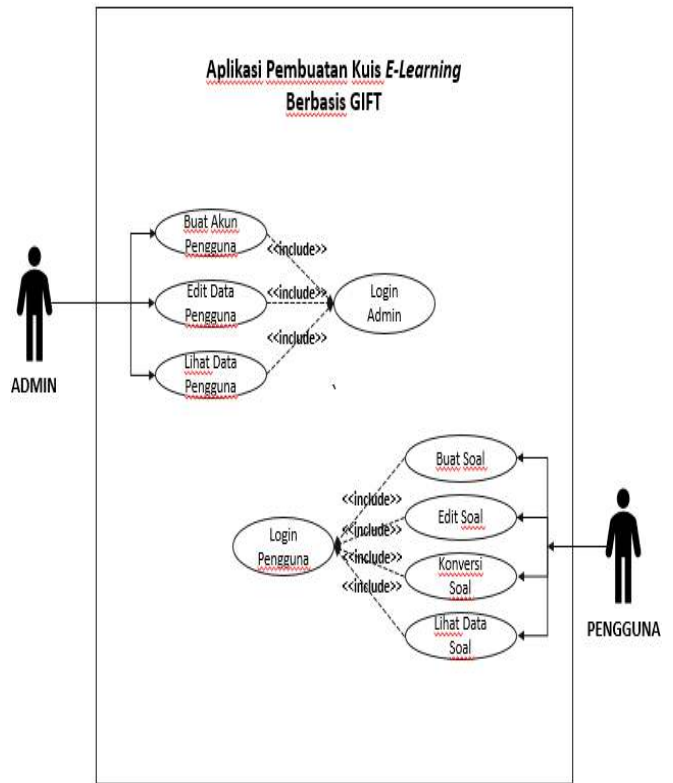 Aplikasi Pembuatan Kuis E-Learning
Berbasis GIFT
Buat Akun
Pengguna
<<include>>
Edit Data
Pengguna
<<include>>
Login
Admin
<<include>>
Lihat Data
Pengguna
ADMIN
Buat Soal
<<include>>
Edit Soal
<<include>>
Login
Pengguna
<<include>>
Konversi
Soal
<<include>>
Lihat Data
Soal
PENGGUNA